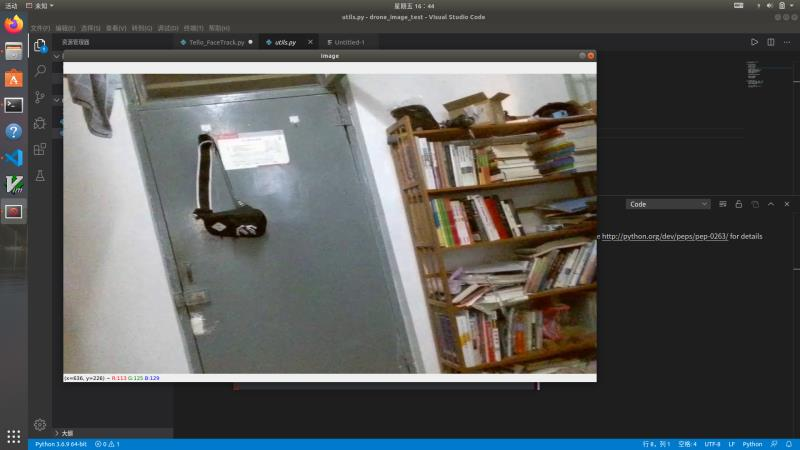 活动
未知
星期五 16：44
utils.py - drone_image_test - Visual Studio Code
文件(F) 编辑(E) 选择(S) 查看(V) 转到(G) 调试(D) 终端(T) 帮助(H)
资源管理器
Tello_FaceTrack.py
utils.py
Untitled-1
Image
Code
http://python.org/dev/peps/pep-0263/ for details
(x=636, y=226) ~ R:113 G:125 B:129
大纲
Python 3.6.9 64-bit
0
1
行 8，列 1
空格: 4
UTF-8
LF
Python